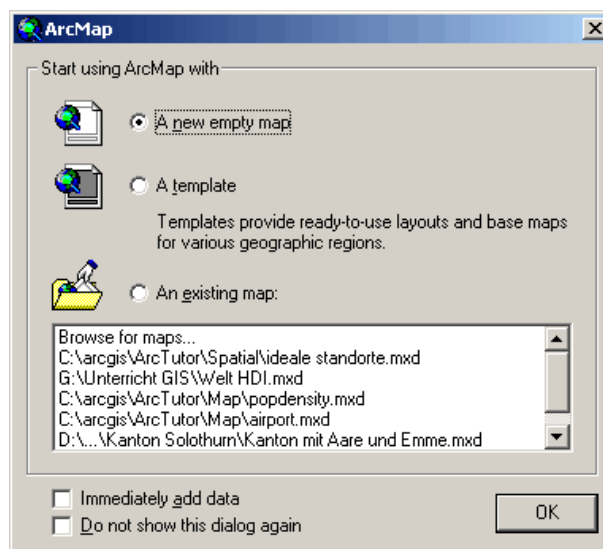 ArcMap
Start using ArcMap with
A new empty map
A template
Templates provide ready-to-use layouts and base maps
for various geographic regions.
An existing map:
Browse for maps...
C:\arcgis\ArcTutor\Spatial\ideale standorte.mxd
G:\Unterricht GIS\Welt HDI.mxd
C:\arcgis\ArcTutor\Map\popdensity.mxd
C:\arcgis\ArcTutor\Map\airport.mxd
D:\...\Kanton Solothurn\Kanton mit Aare und Emme.mxd
Immediately add data
Do not show this dialog again
OK